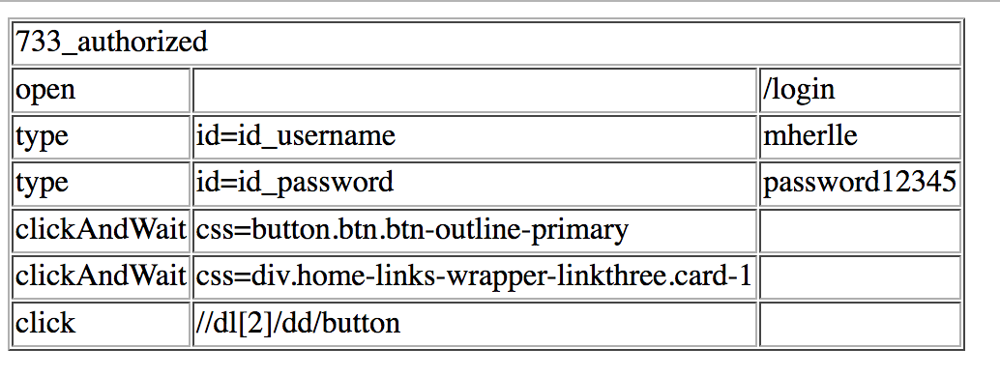 733_authorized
open /login
type id=id_username mherlle
type id=id_password password12345
clickAndWait css=button.btn.btn-outline-primary
clickAndWait css=div.home-links-wrapper-linkthree.card-1
click //dl[2]/dd/button